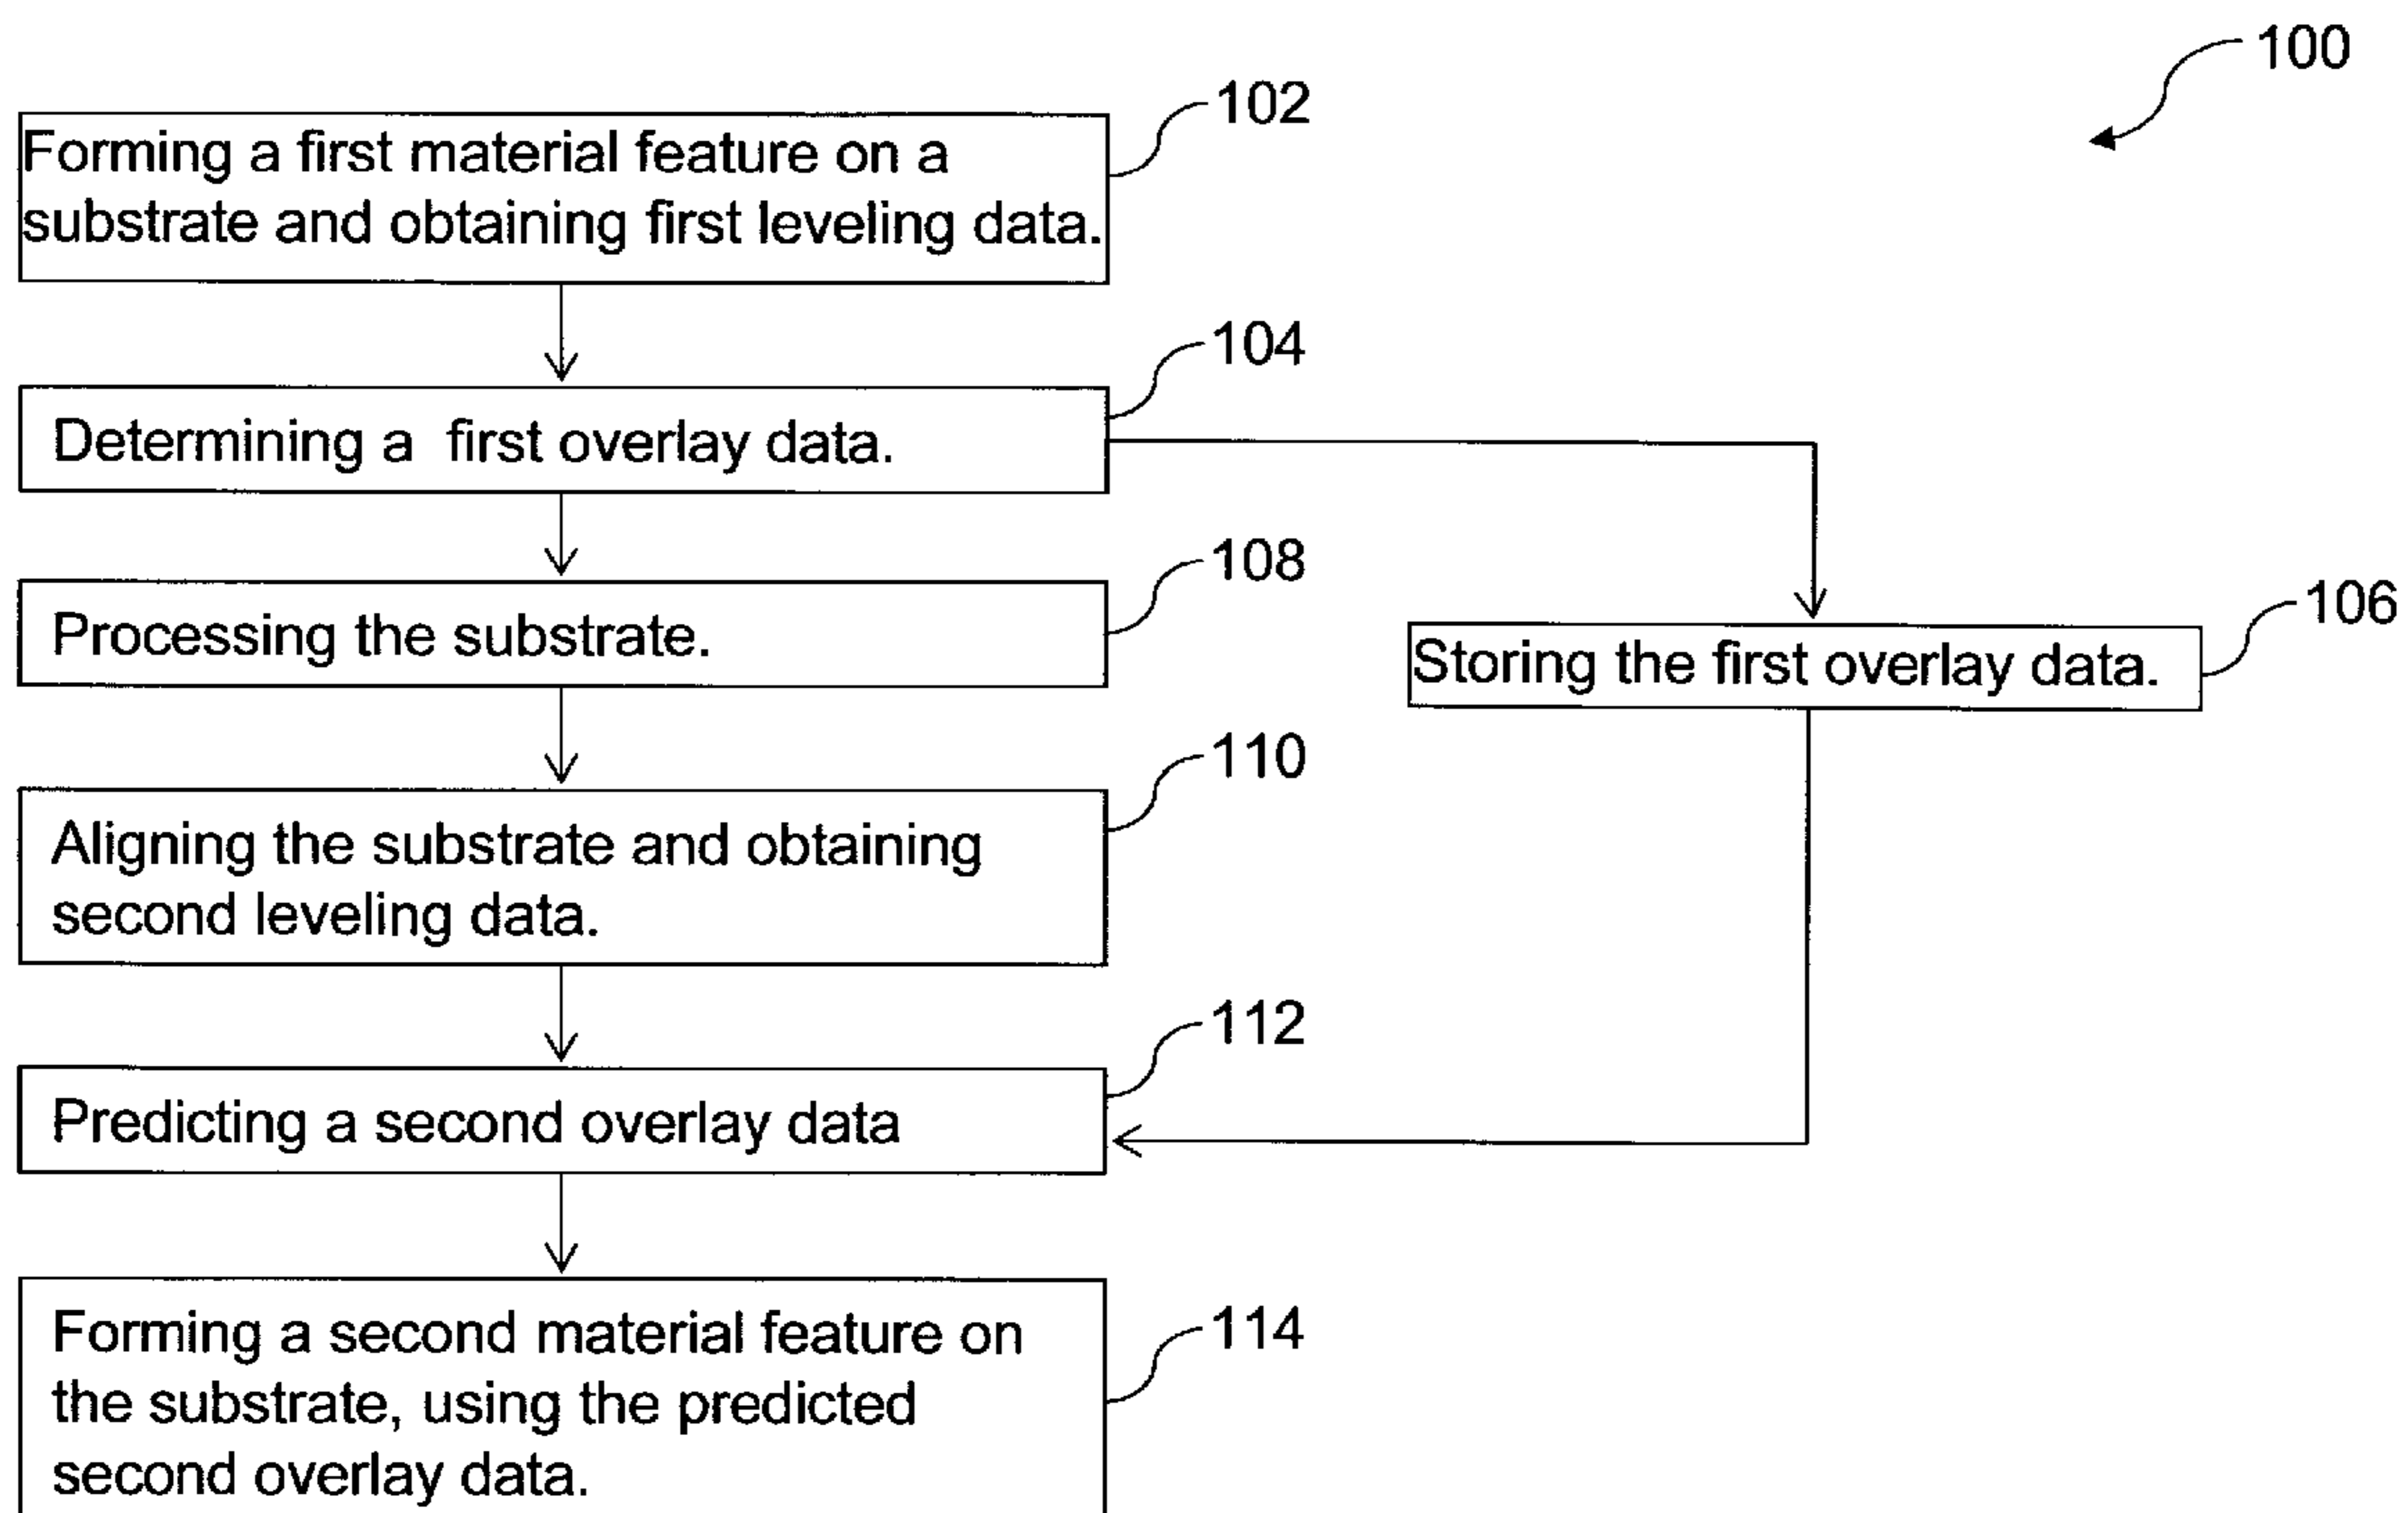 100
102
Forming a first material feature on a
substrate and obtaining first leveling data.
104
Determining a first overlay data.
108
Processing the substrate.
106
Storing the first overlay data.
110
Aligning the substrate and obtaining
second leveling data.
112
Predicting a second overlay data
114
Forming a second material feature on
the substrate, using the predicted
second overlay data.